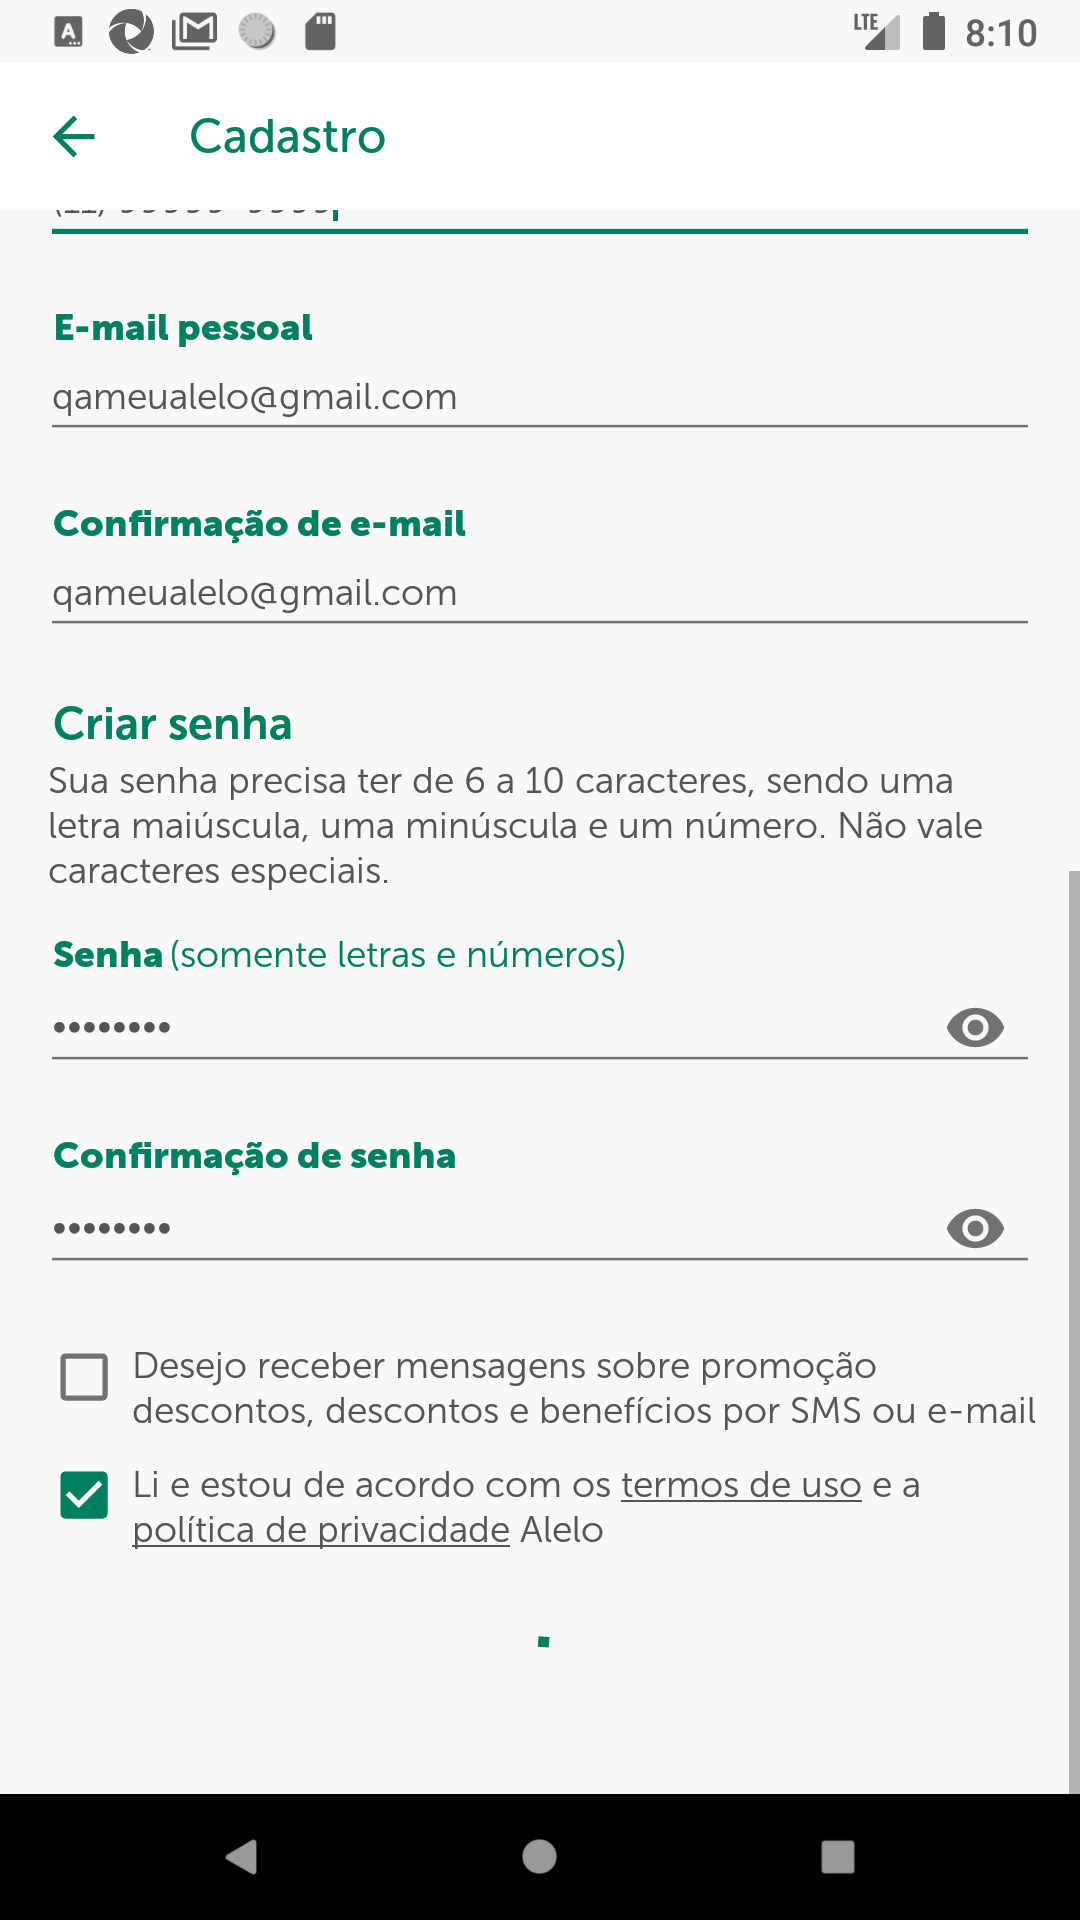 LTE 8:10
Cadastro
E-mail pessoal
qameualelo@gmail.com
Confirmação de e-mail
qameualelo@gmail.com
Criar senha
Sua senha precisa ter de 6 a 10 caracteres, sendo uma
letra maiúscula, uma minúscula e um número. Não vale
caracteres especiais.
Senha (somente letras e números)
••••••••
Confirmação de senha
••••••••
Desejo receber mensagens sobre promoção
descontos, descontos e benefícios por SMS ou e-mail
Li e estou de acordo com os termos de uso e a
política de privacidade Alelo